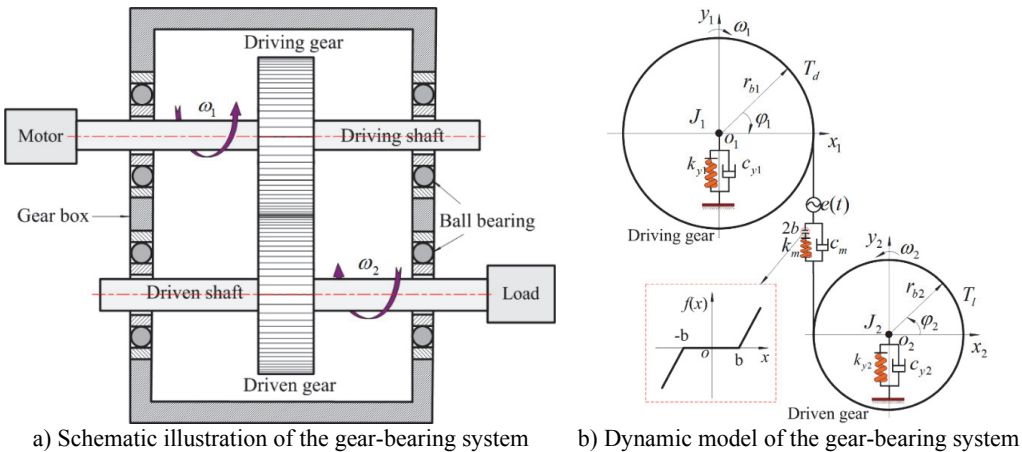 Driving gear
ω1
Motor
Driving shaft
Gear box
Ball bearing
ω2
Driven shaft
Load
Driven gear
a) Schematic illustration of the gear-bearing system
y1
ω1
Td
rb1
J1
φ1
o1
x1
ky1
cy1
e(t)
Driving gear
2b
km
cm
y2
ω2
rb2
Tl
J2
φ2
o2
x2
ky2
cy2
f(x)
-b
o
b
x
Driven gear
b) Dynamic model of the gear-bearing system